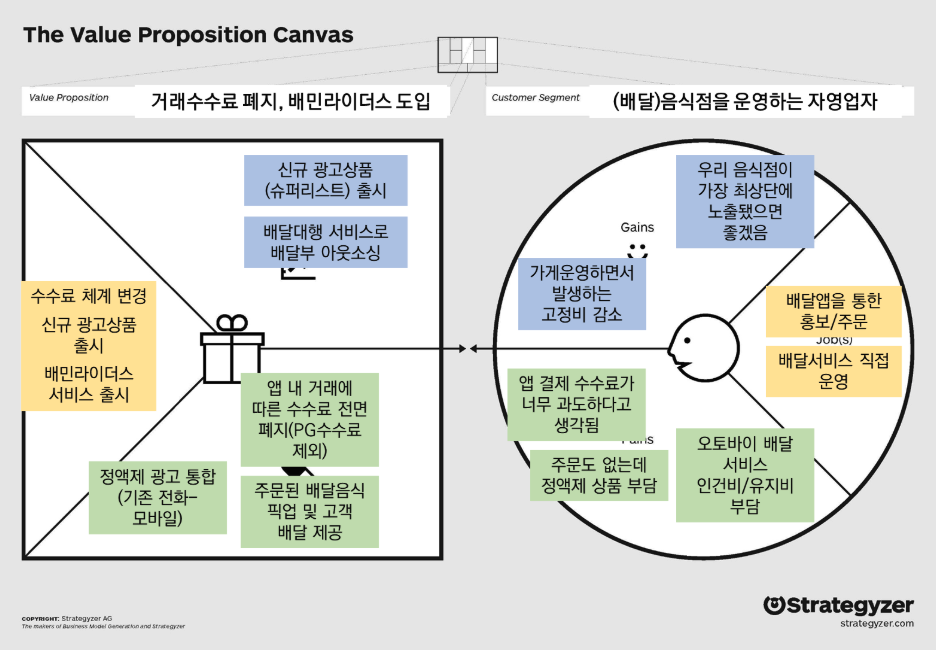 The Value Proposition Canvas
Value Proposition
거래수수료 폐지, 배민라이더스 도입
Customer Segment
(배달)음식점을 운영하는 자영업자
신규 광고상품
(슈퍼리스트) 출시
배달대행 서비스로
배달부 아웃소싱
수수료 체계 변경
신규 광고상품
출시
배민라이더스
서비스 출시
앱 내 거래에
따른 수수료 전면
폐지(PG수수료
제외)
정액제 광고 통합
(기존 전화–
모바일)
주문된 배달음식
픽업 및 고객
배달 제공
우리 음식점이
가장 최상단에
노출됐으면
좋겠음
Gains
가게운영하면서
발생하는
고정비 감소
배달앱을 통한
홍보/주문
Job(s)
배달서비스 직접
운영
앱 결제 수수료가
너무 과도하다고
생각됨
Pains
주문도 없는데
정액제 상품 부담
오토바이 배달
서비스
인건비/유지비
부담
COPYRIGHT: Strategyzer AG
The makers of Business Model Generation and Strategyzer
Strategyzer
strategyzer.com